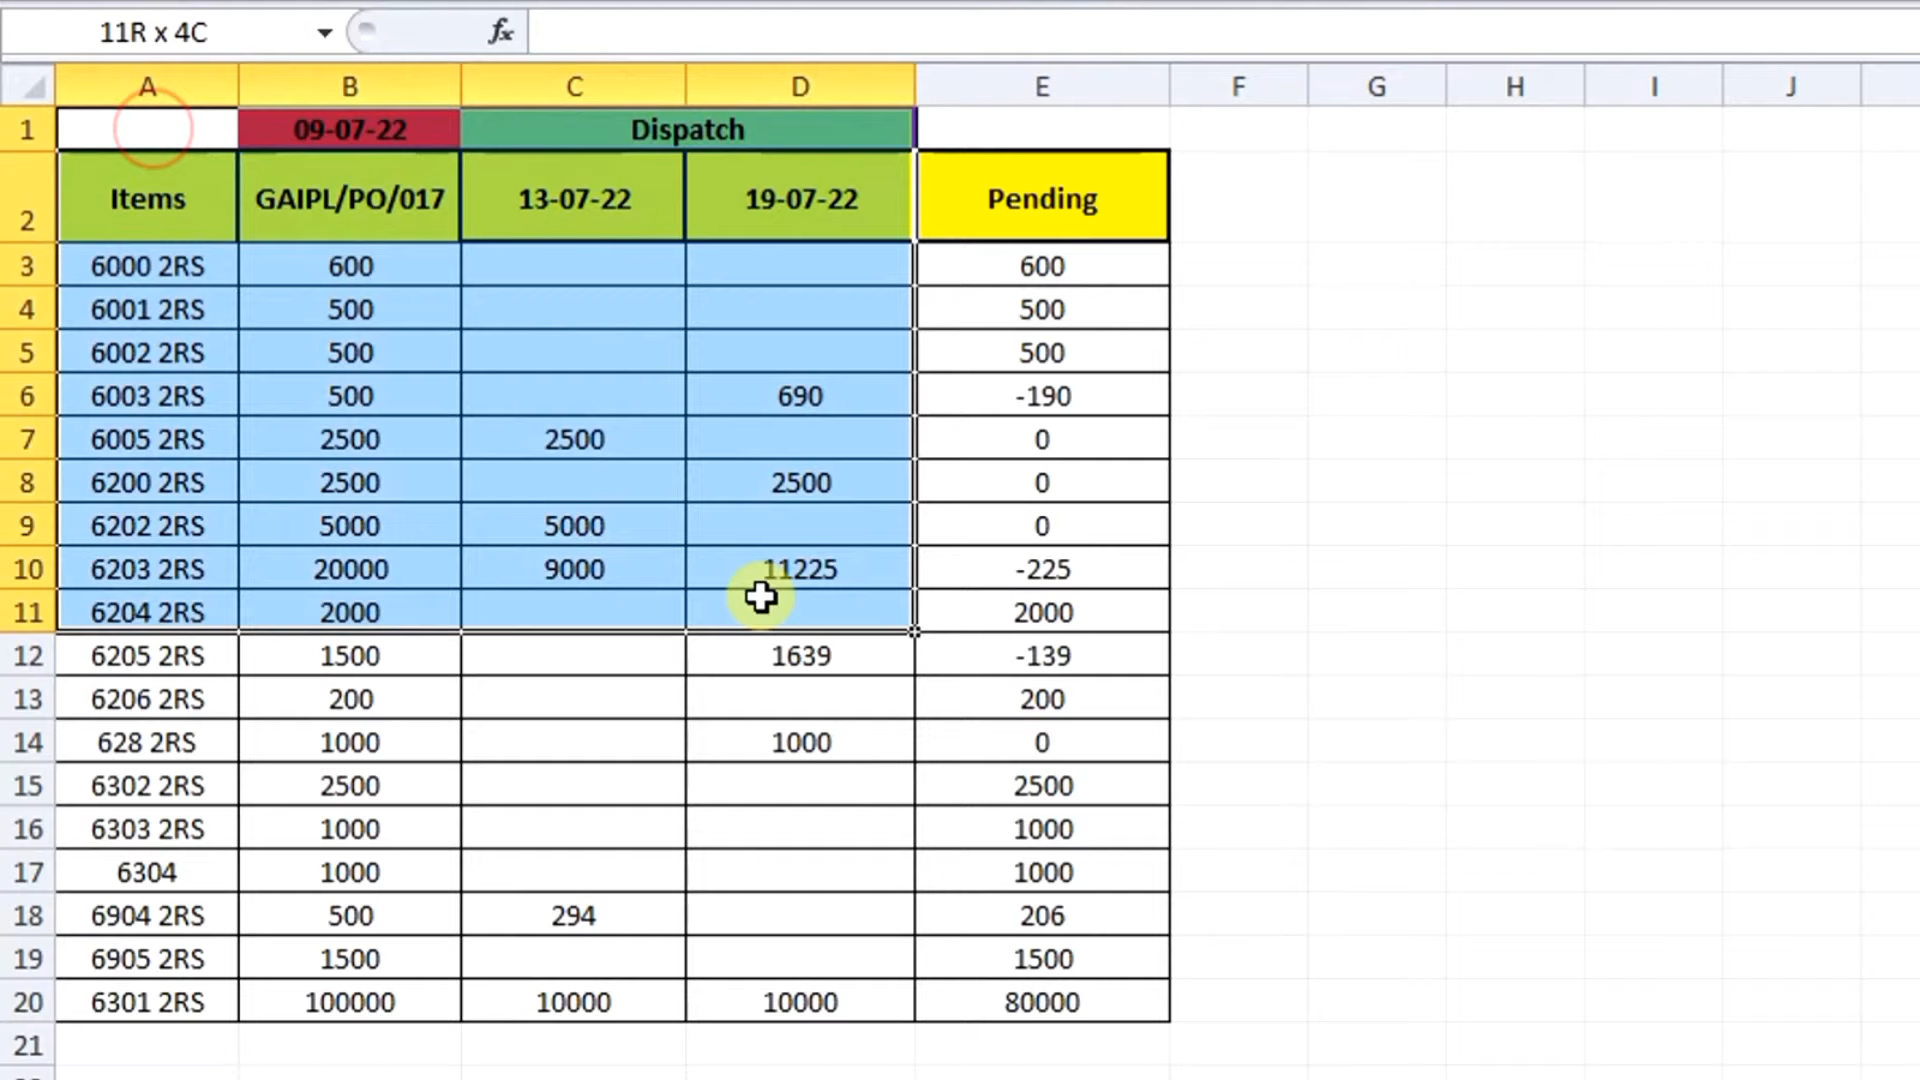 11R x 4C fx
A B C D E F G H I J
1 09-07-22 Dispatch
2 Items GAIPL/PO/017 13-07-22 19-07-22 Pending
3 6000 2RS 600 600
4 6001 2RS 500 500
5 6002 2RS 500 500
6 6003 2RS 500 690 -190
7 6005 2RS 2500 2500 0
8 6200 2RS 2500 2500 0
9 6202 2RS 5000 5000 0
10 6203 2RS 20000 9000 11225 -225
11 6204 2RS 2000 2000
12 6205 2RS 1500 1639 -139
13 6206 2RS 200 200
14 628 2RS 1000 1000 0
15 6302 2RS 2500 2500
16 6303 2RS 1000 1000
17 6304 1000 1000
18 6904 2RS 500 294 206
19 6905 2RS 1500 1500
20 6301 2RS 100000 10000 10000 80000
21